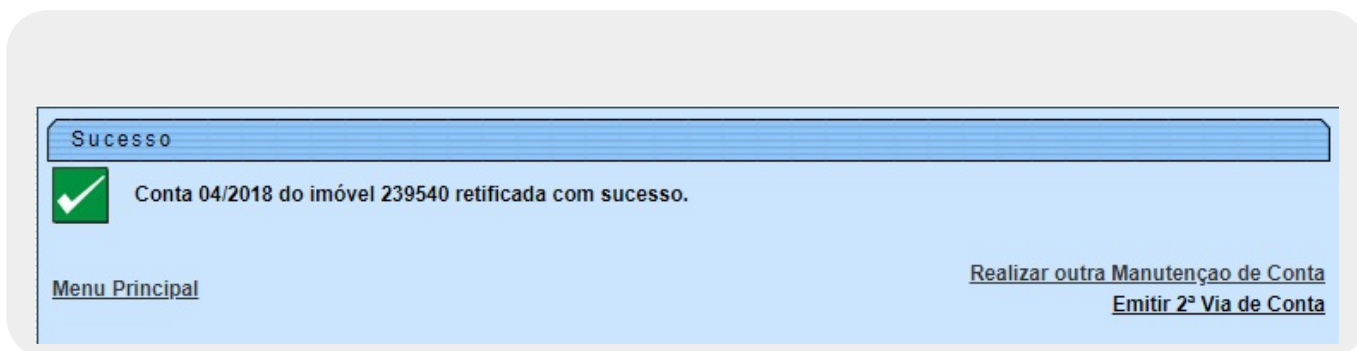 Sucesso
Conta 04/2018 do imóvel 239540 retificada com sucesso.
Menu Principal
Realizar outra Manutençao de Conta
Emitir 2ª Via de Conta